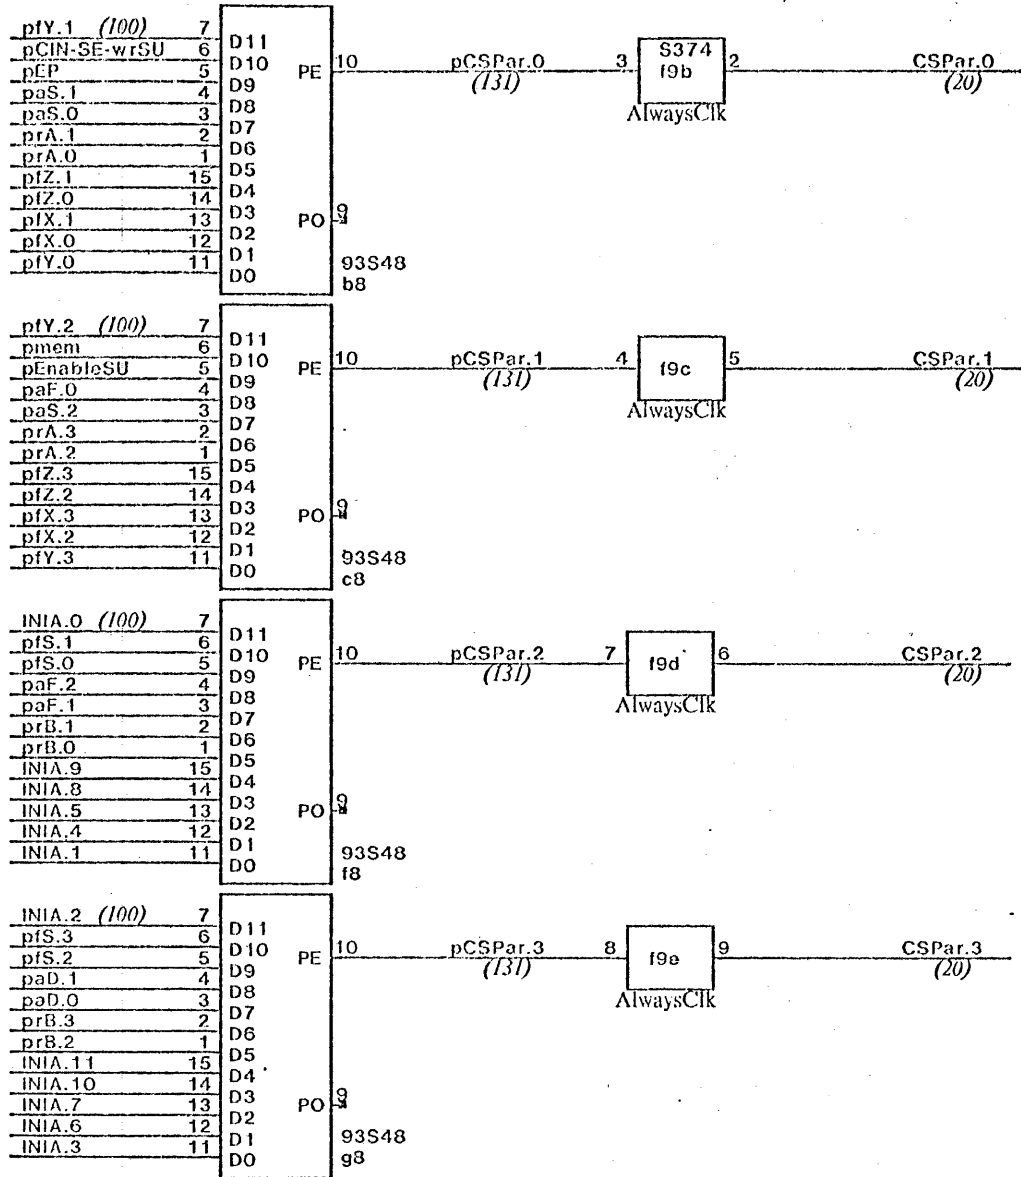 pfY.1 (100) 7 D11
pCIN-SE-wrSU 6 D10 PE 10 pCSPar.0 (131) 3 S374 f9b 2 CSPar.0 (20)
pEP 5 D9
paS.1 4 D8 AlwaysClk
paS.0 3 D7
prA.1 2 D6
prA.0 1 D5
pfZ.1 15 D4
pfZ.0 14 D3
pfX.1 13 D2 PO 9
pfX.0 12 D1
pfY.0 11 D0
93S48
b8
pfY.2 (100) 7 D11
pmem 6 D10 PE 10 pCSPar.1 (131) 4 f9c 5 CSPar.1 (20)
pEnableSU 5 D9
paF.0 4 D8 AlwaysClk
paS.2 3 D7
prA.3 2 D6
prA.2 1 D5
pfZ.3 15 D4
pfZ.2 14 D3
pfX.3 13 D2 PO 9
pfX.2 12 D1
pfY.3 11 D0
93S48
c8
INIA.0 (100) 7 D11
pfS.1 6 D10 PE 10 pCSPar.2 (131) 7 f9d 6 CSPar.2 (20)
pfS.0 5 D9
paF.2 4 D8 AlwaysClk
paF.1 3 D7
prB.1 2 D6
prB.0 1 D5
INIA.9 15 D4
INIA.8 14 D3
INIA.5 13 D2 PO 9
INIA.4 12 D1
INIA.1 11 D0
93S48
f8
INIA.2 (100) 7 D11
pfS.3 6 D10 PE 10 pCSPar.3 (131) 8 f9e 9 CSPar.3 (20)
pfS.2 5 D9
paD.1 4 D8 AlwaysClk
paD.0 3 D7
prB.3 2 D6
prB.2 1 D5
INIA.11 15 D4
INIA.10 14 D3
INIA.7 13 D2 PO 9
INIA.6 12 D1
INIA.3 11 D0
93S48
g8